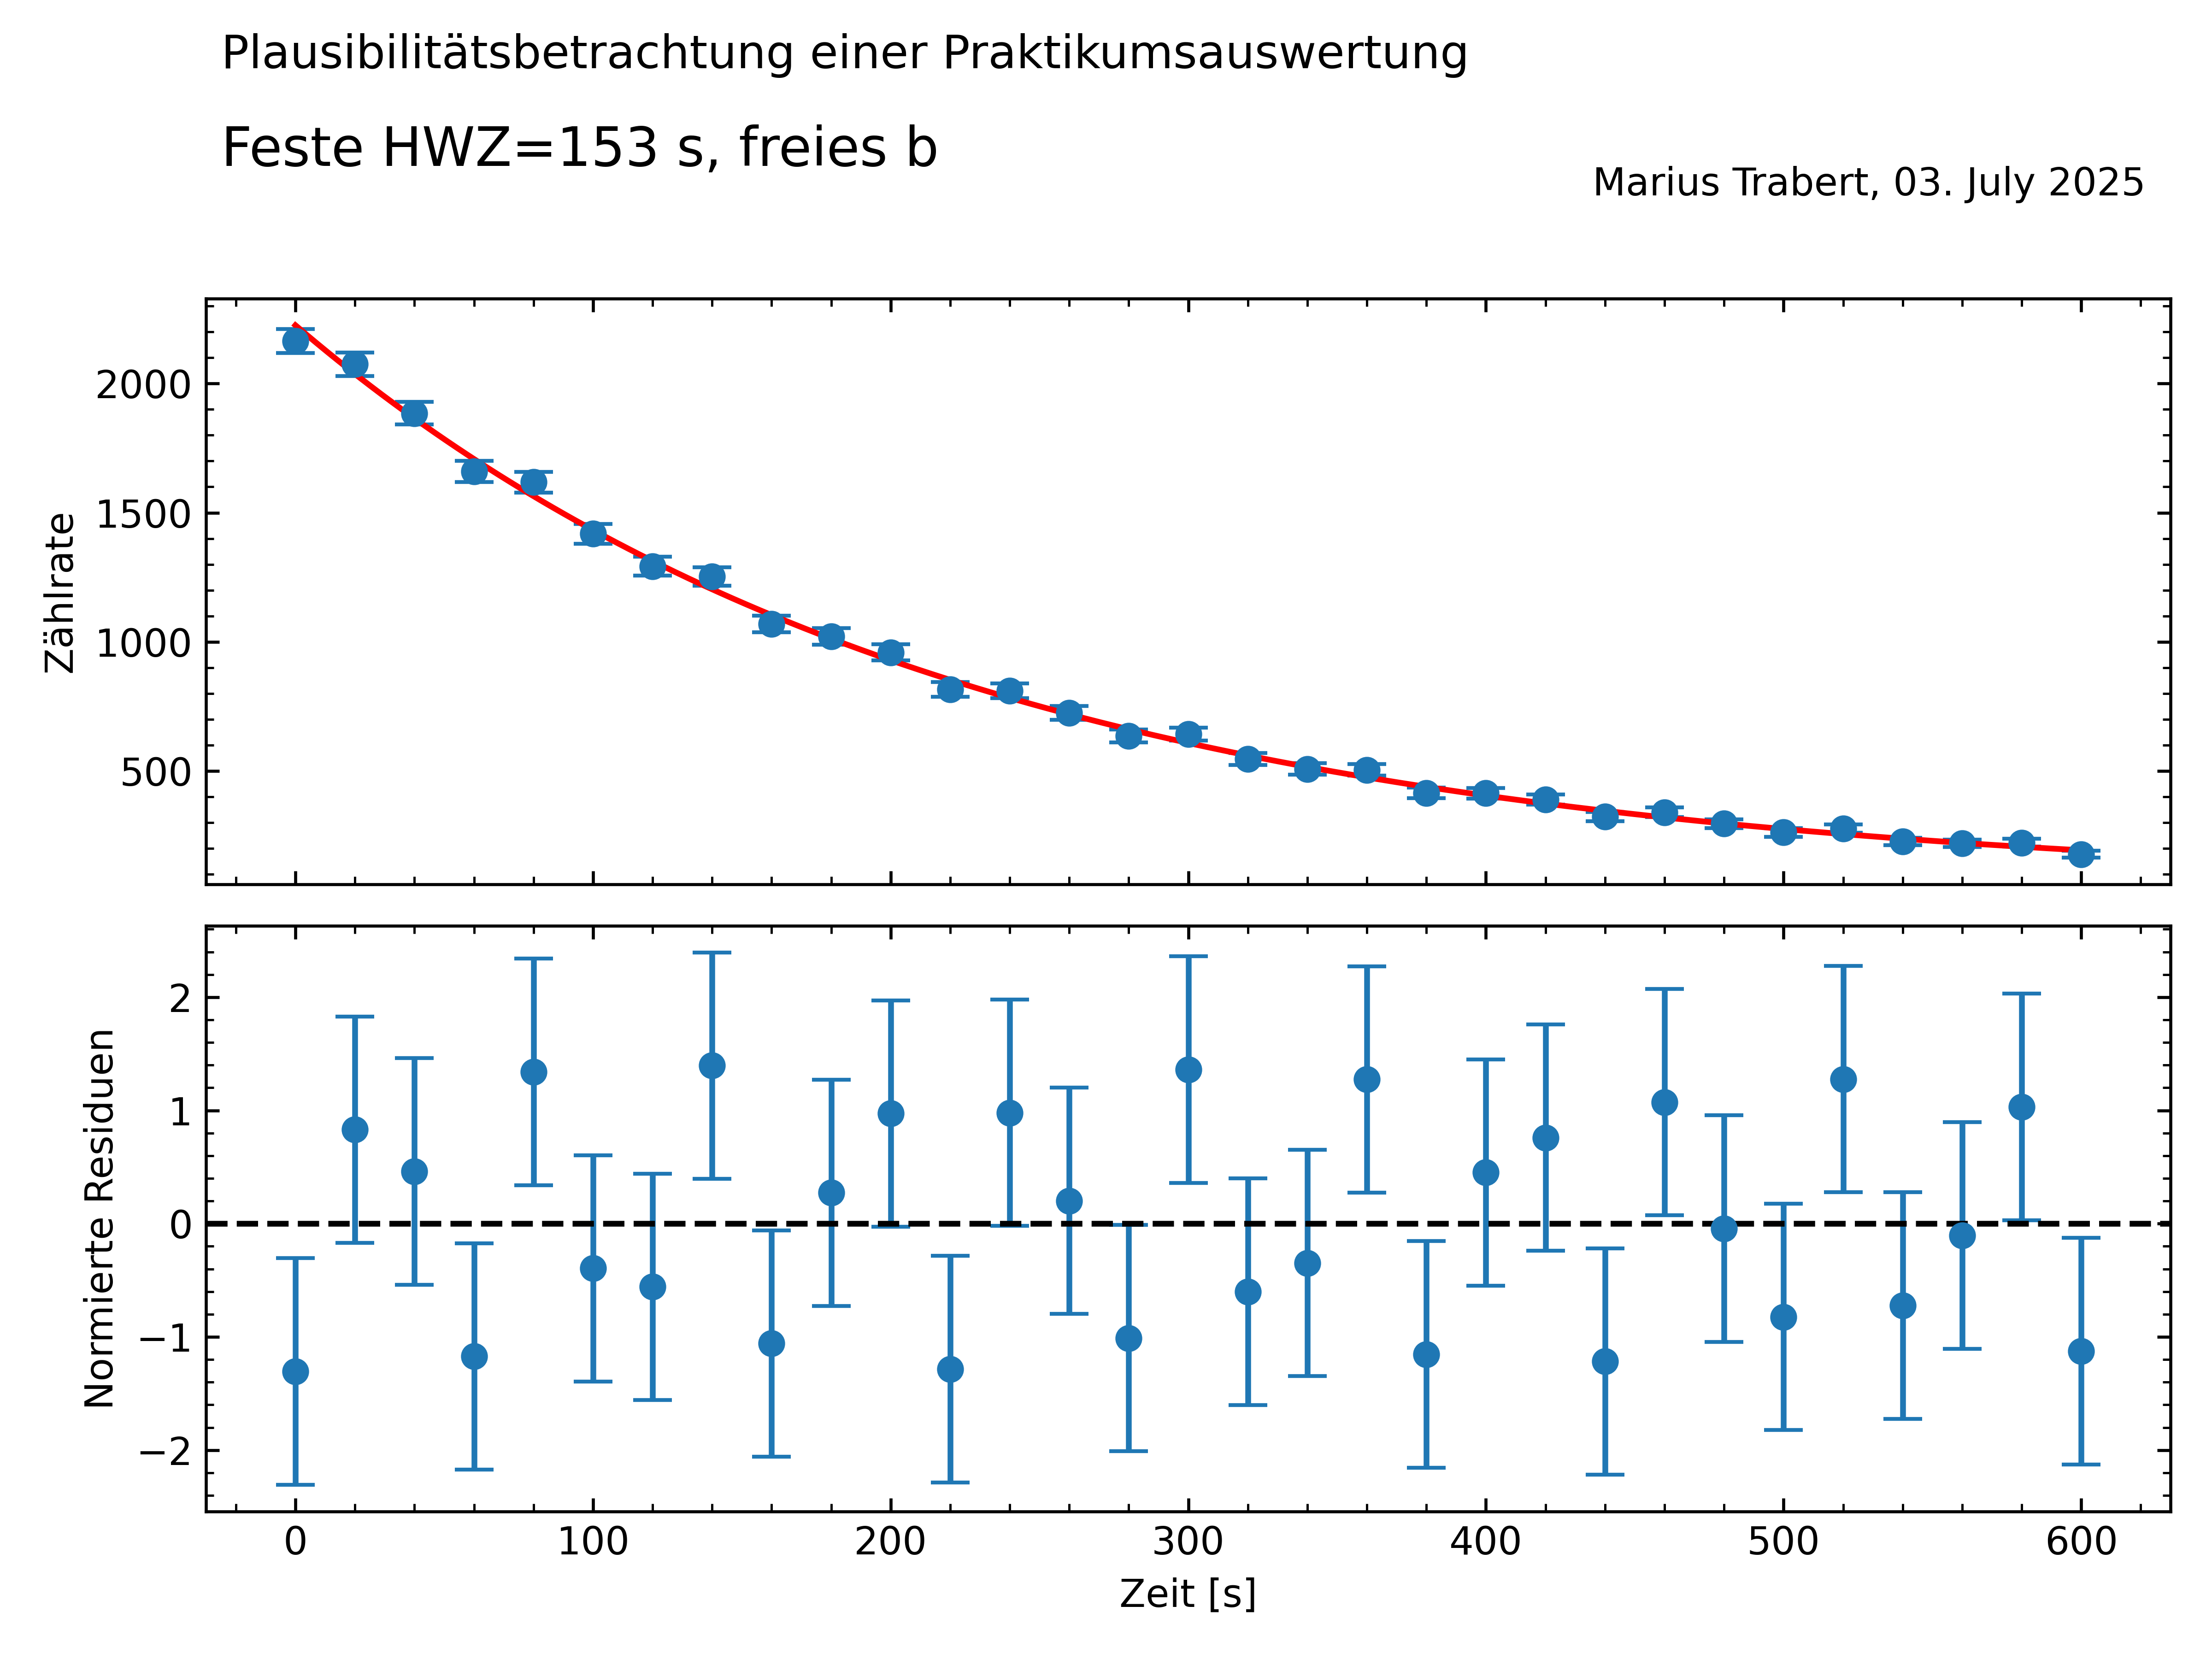 Plausibilitätsbetrachtung einer Praktikumsauswertung
Feste HWZ=153 s, freies b
Marius Trabert, 03. July 2025
Zählrate
2000
1500
1000
500
Normierte Residuen
2
1
0
−1
−2
0 100 200 300 400 500 600
Zeit [s]